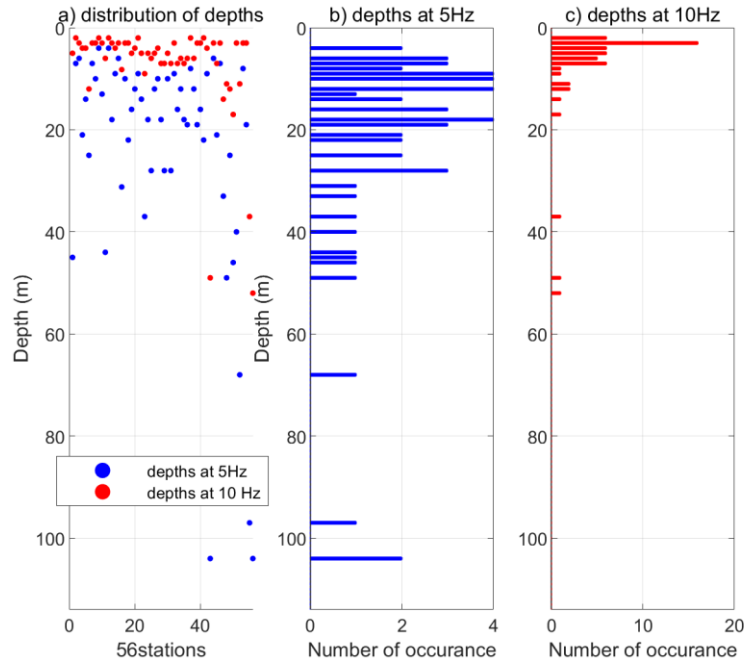 a) distribution of depths
b) depths at 5Hz
c) depths at 10Hz
0
20
40
60
80
100
Depth (m)
depths at 5Hz
depths at 10 Hz
0
20
40
56stations
0
20
40
60
80
100
Depth (m)
0
2
4
Number of occurance
0
20
40
60
80
100
0
10
20
Number of occurance